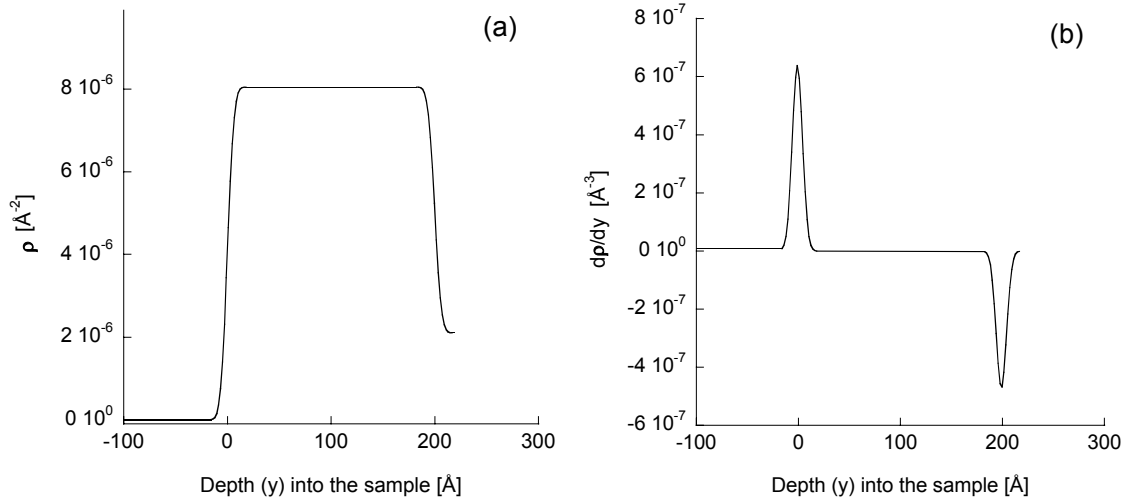 (a)
8 10⁻⁶
6 10⁻⁶
4 10⁻⁶
2 10⁻⁶
0 10⁰
ρ [Å⁻²]
-100 0 100 200 300
Depth (y) into the sample [Å]
(b)
8 10⁻⁷
6 10⁻⁷
4 10⁻⁷
2 10⁻⁷
0 10⁰
-2 10⁻⁷
-4 10⁻⁷
-6 10⁻⁷
dρ/dy [Å⁻³]
-100 0 100 200 300
Depth (y) into the sample [Å]